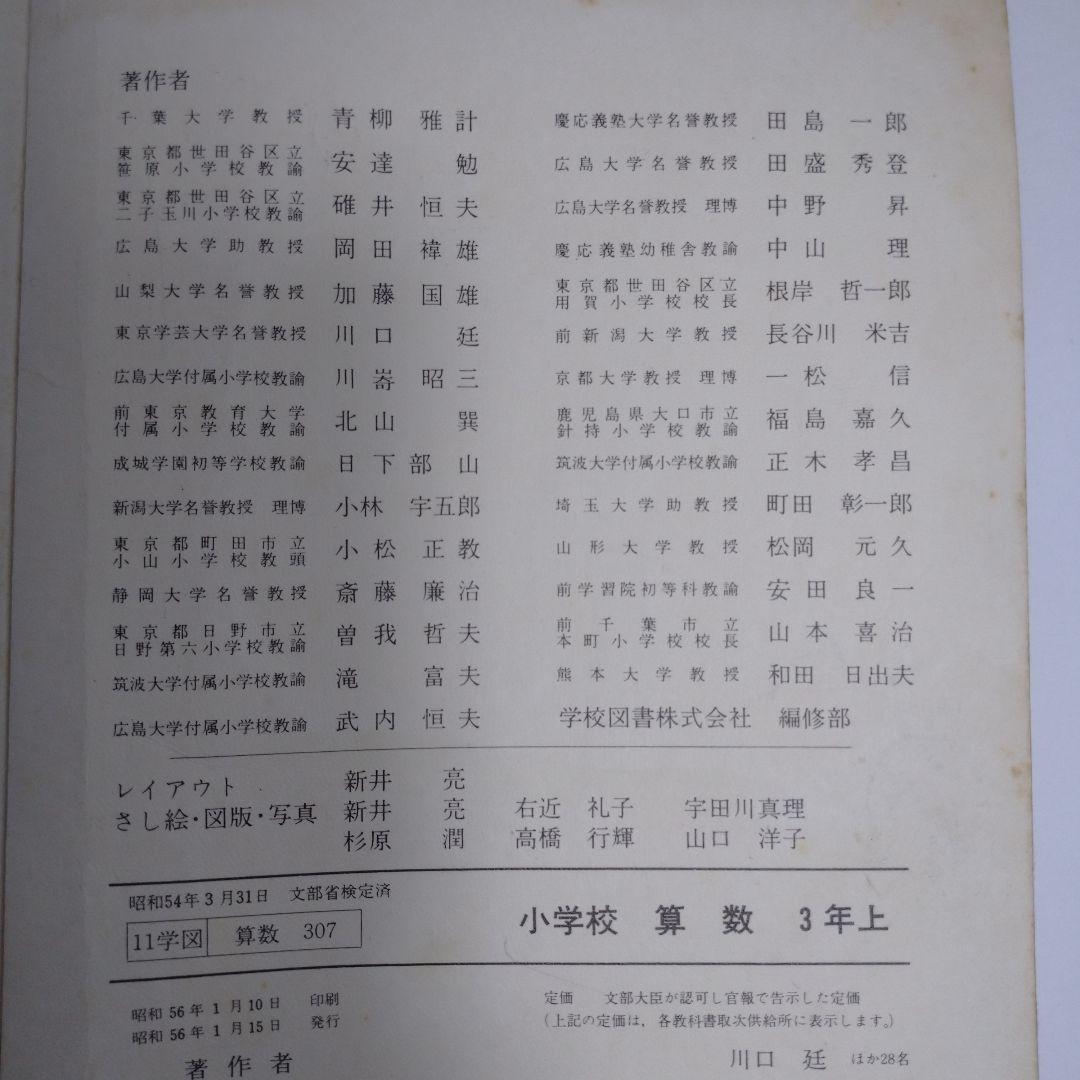 著作者
千葉大学教授 青柳雅計
東京都世田谷区立
笹原小学校教諭 安達勉
東京都世田谷区立
二子玉川小学校教諭 碓井恒夫
広島大学助教授 岡田褘雄
山梨大学名誉教授 加藤国雄
東京学芸大学名誉教授 川口廷
広島大学付属小学校教諭 川嵜昭三
前東京教育大学
付属小学校教諭 北山巽
成城学園初等学校教諭 日下部山
新潟大学名誉教授 理博 小林宇五郎
東京都町田市立
小山小学校教頭 小松正教
静岡大学名誉教授 斎藤廉治
東京都日野市立
日野第六小学校教諭 曽我哲夫
筑波大学付属小学校教諭 滝富夫
広島大学付属小学校教諭 武内恒夫
慶応義塾大学名誉教授 田島一郎
広島大学名誉教授 田盛秀登
広島大学名誉教授 理博 中野昇
慶応義塾幼稚舎教諭 中山理
東京都世田谷区立
用賀小学校校長 根岸哲一郎
前新潟大学教授 長谷川米吉
京都大学教授 理博 一松信
鹿児島県大口市立
針持小学校教諭 福島嘉久
筑波大学付属小学校教諭 正木孝昌
埼玉大学助教授 町田彰一郎
山形大学教授 松岡元久
前学習院初等科教諭 安田良一
前千葉市立
本町小学校校長 山本喜治
熊本大学教授 和田日出夫
学校図書株式会社 編修部
レイアウト 新井亮
さし絵・図版・写真 新井亮 右近礼子 宇田川真理
杉原潤 高橋行輝 山口洋子
昭和54年3月31日 文部省検定済
11学図 算数 307
小学校 算数 3年上
昭和56年1月10日 印刷
昭和56年1月15日 発行
定価 文部大臣が認可し官報で告示した定価
(上記の定価は、各教科書取次供給所に表示します。)
著作者 川口廷 ほか28名